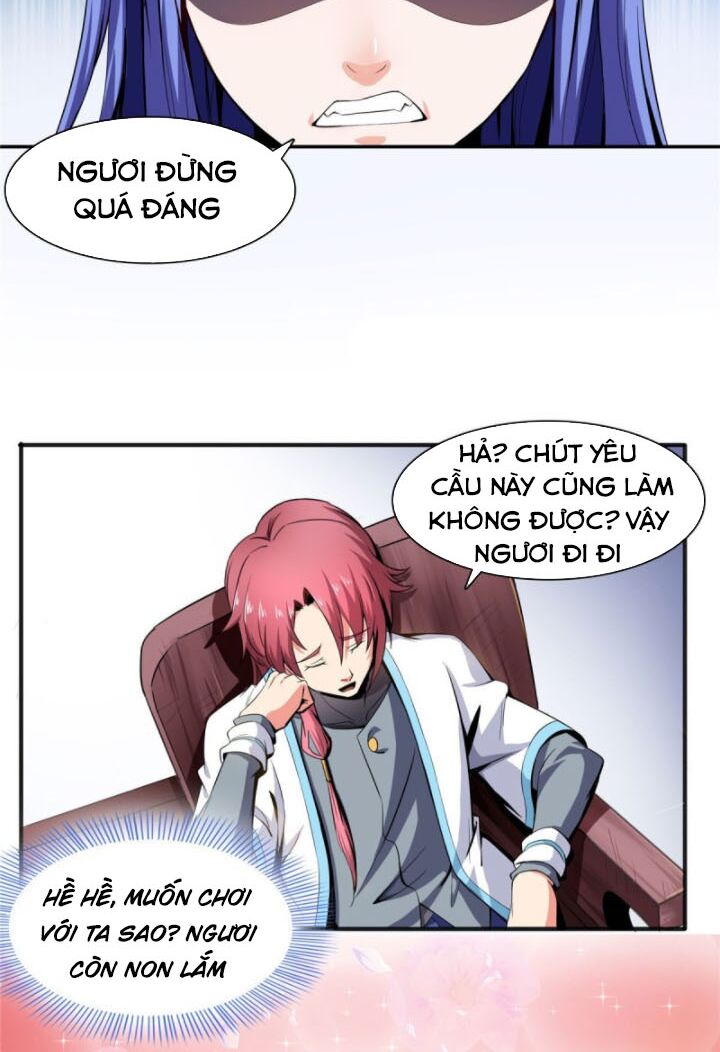 NGƯƠI ĐỪNG
QUÁ ĐÁNG
HẢ? CHÚT YÊU
CẦU NÀY CŨNG LÀM
KHÔNG ĐƯỢC? VẬY
NGƯƠI ĐI ĐI
HỀ HỀ, MUỐN CHƠI
VỚI TA SAO? NGƯƠI
CÒN NON LẮM